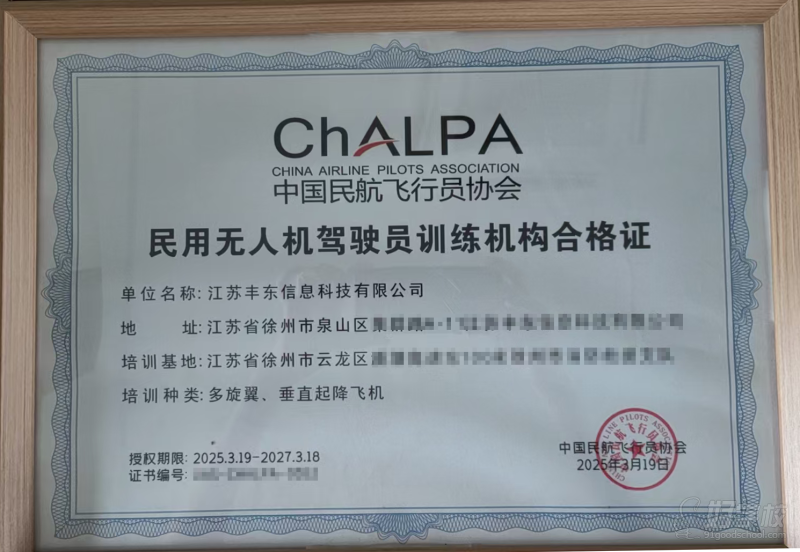 ChALPA
CHINA AIRLINE PILOTS ASSOCIATION
中国民航飞行员协会
民用无人机驾驶员训练机构合格证
单位名称: 江苏丰东信息科技有限公司
地 址: 江苏省徐州市泉山区
培训基地: 江苏省徐州市云龙区
培训种类: 多旋翼、垂直起降飞机
授权期限: 2025.3.19-2027.3.18
证书编号:
中国民航飞行员协会
2025年3月19日
好学校
91goodschool.com